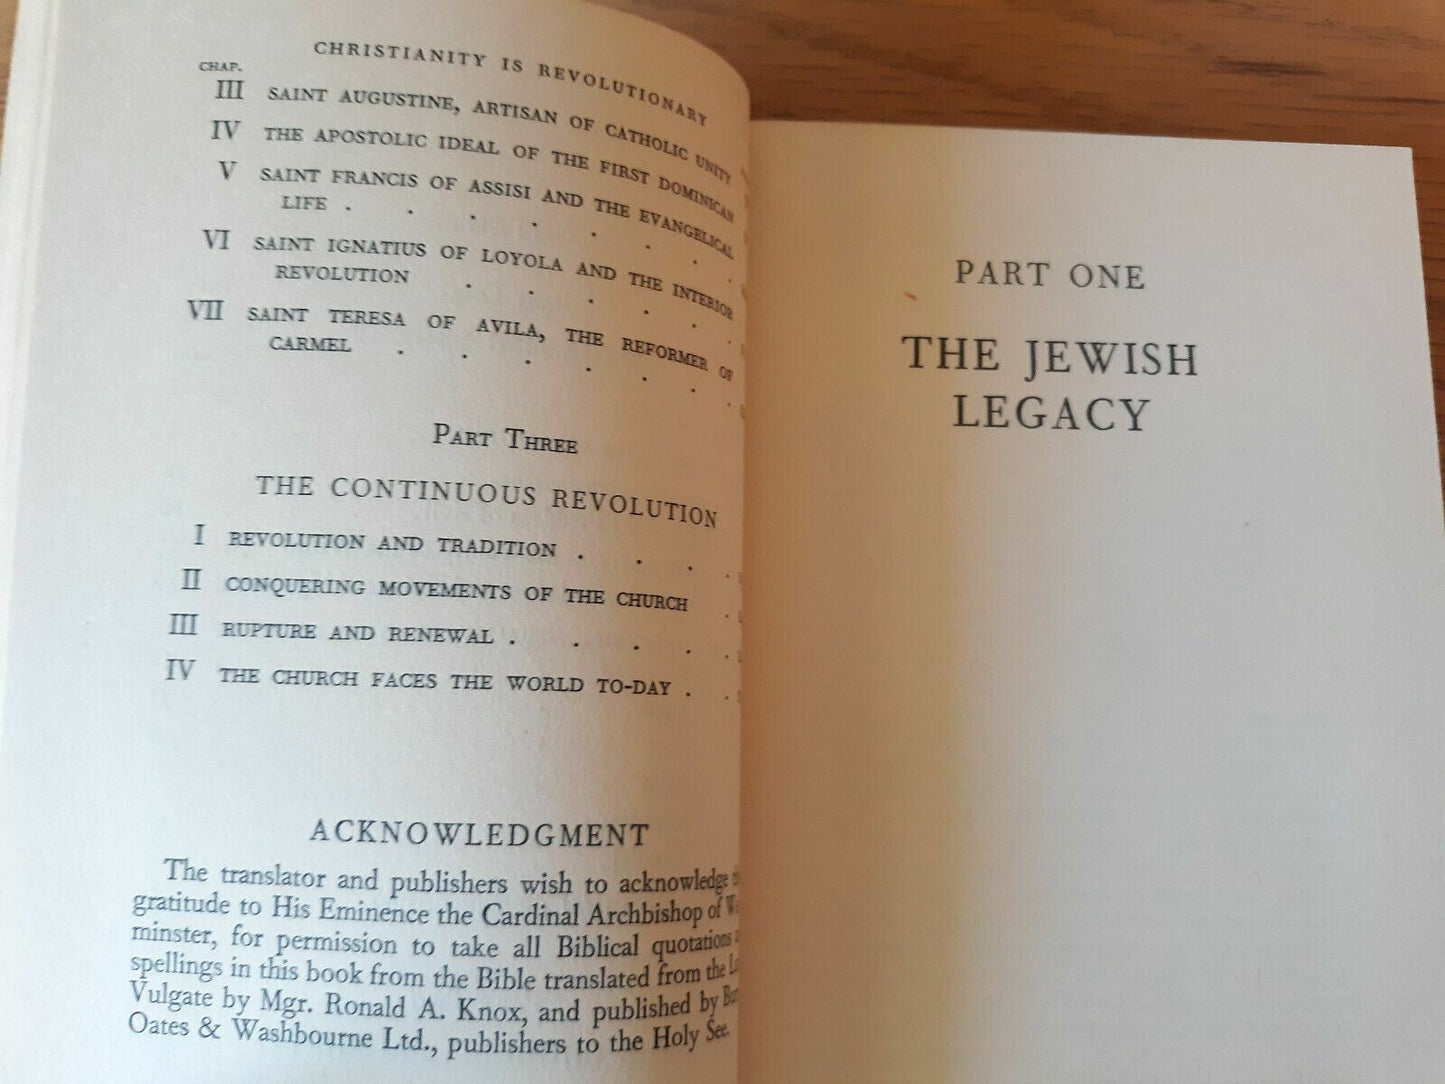 CHRISTIANITY IS REVOLUTIONARY
CHAP.
III SAINT AUGUSTINE, ARTISAN OF CATHOLIC UNITY
IV THE APOSTOLIC IDEAL OF THE FIRST DOMINICAN
V SAINT FRANCIS OF ASSISI AND THE EVANGELICAL
LIFE . . . . . . .
VI SAINT IGNATIUS OF LOYOLA AND THE INTERIOR
REVOLUTION . . . . . .
VII SAINT TERESA OF AVILA, THE REFORMER OF
CARMEL . . . . . . .
PART THREE
THE CONTINUOUS REVOLUTION
I REVOLUTION AND TRADITION . . . .
II CONQUERING MOVEMENTS OF THE CHURCH .
III RUPTURE AND RENEWAL . . . . .
IV THE CHURCH FACES THE WORLD TO-DAY . .
ACKNOWLEDGMENT
The translator and publishers wish to acknowledge
gratitude to His Eminence the Cardinal Archbishop of
minster, for permission to take all Biblical quotations
spellings in this book from the Bible translated from the
Vulgate by Mgr. Ronald A. Knox, and published by
Oates & Washbourne Ltd., publishers to the Holy See.
PART ONE
THE JEWISH
LEGACY